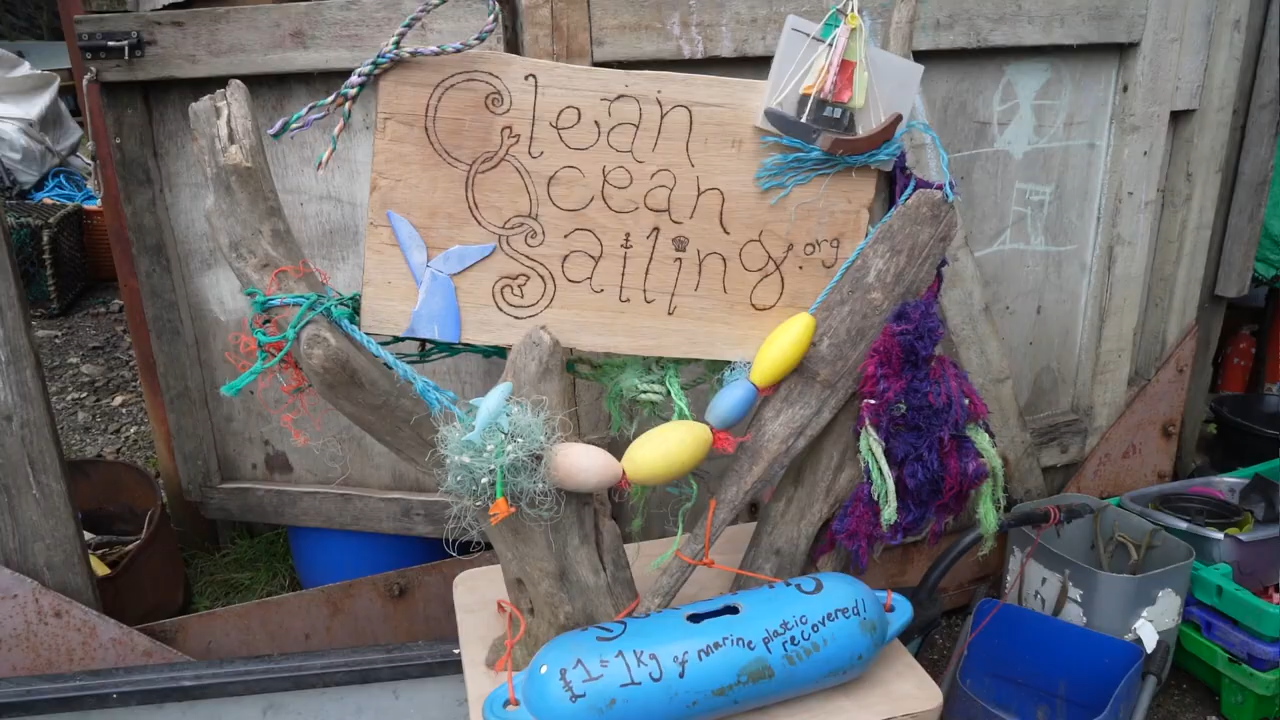 Clean
Ocean
Sailing.org
£1=1kg of marine plastic
recovered!